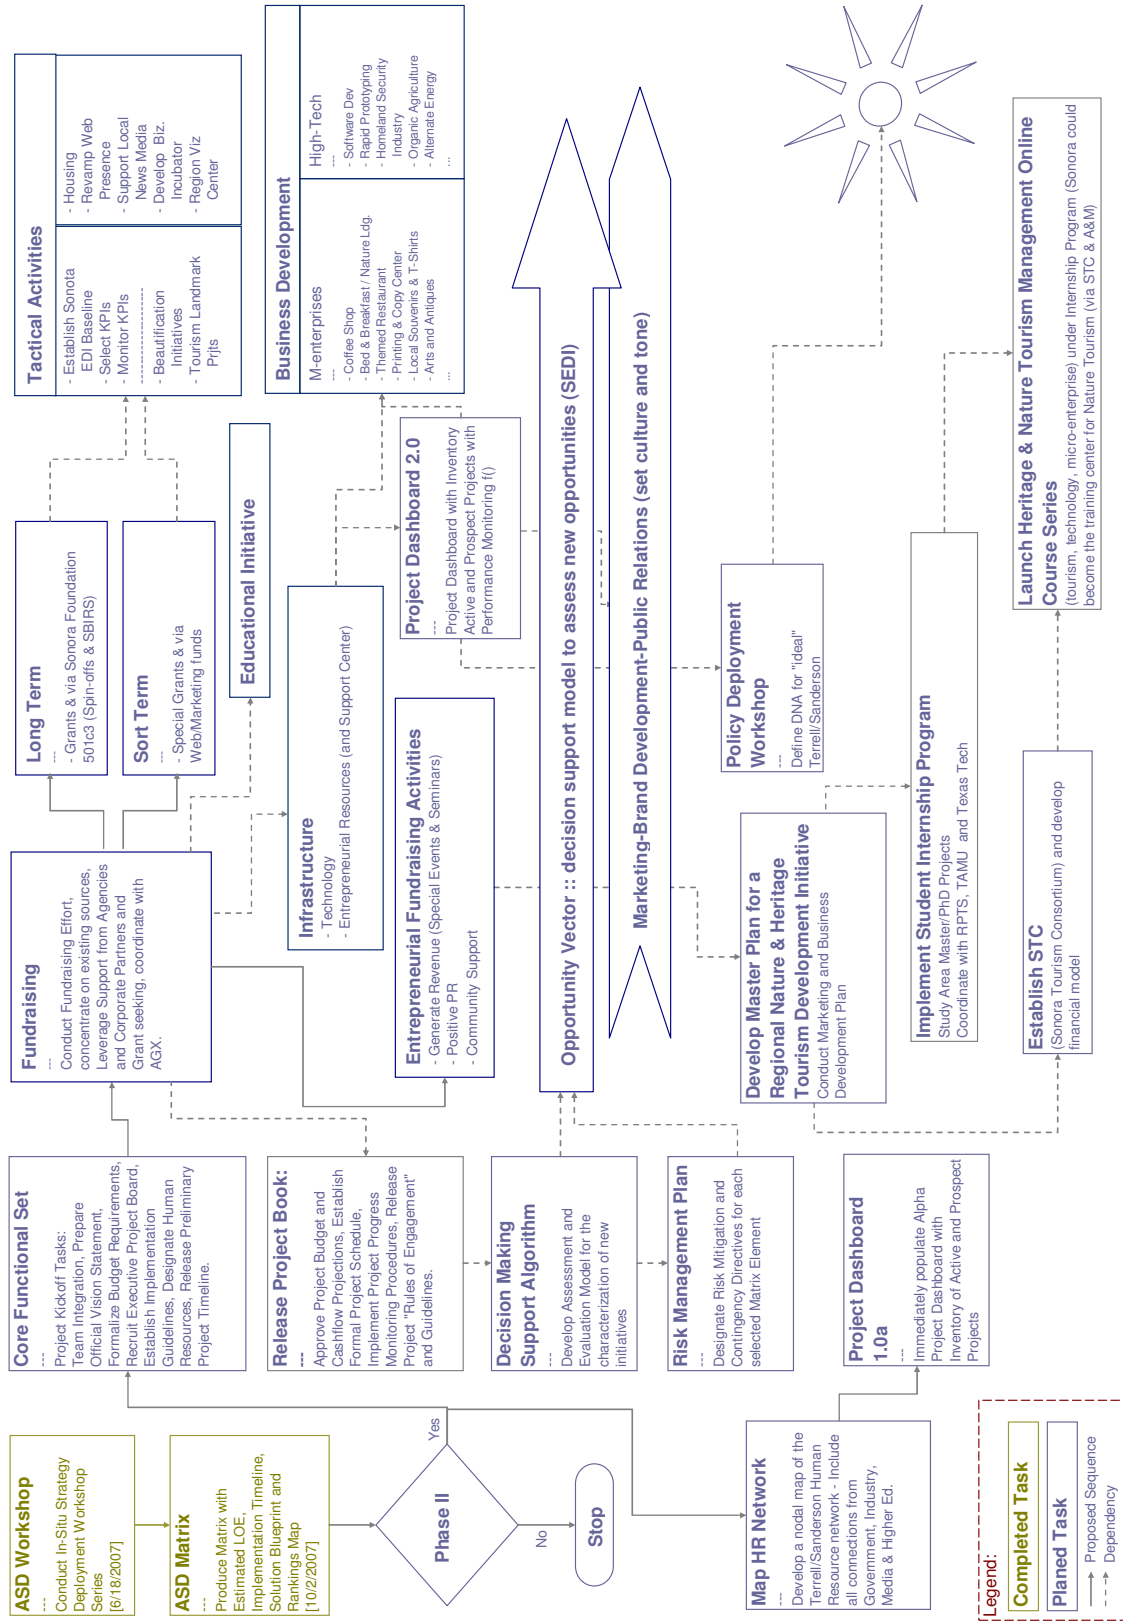 ASD Workshop
---
Conduct In-Situ Strategy
Deployment Workshop
Series
[6/18/2007]
ASD Matrix
---
Produce Matrix with
Estimated LOE,
Implementation Timeline,
Solution Blueprint and
Rankings Map
[10/2/2007]
Phase II
Yes
No
Stop
Map HR Network
---
Develop a nodal map of the
Terrell/Sanderson Human
Resource network - Include
all connections from
Government, Industry,
Media & Higher Ed.
Legend:
Completed Task
Planed Task
Proposed Sequence
Dependency
Core Functional Set
---
Project Kickoff Tasks:
Team Integration, Prepare
Official Vision Statement,
Formalize Budget Requirements,
Recruit Executive Project Board,
Establish Implementation
Guidelines, Designate Human
Resources, Release Preliminary
Project Timeline.
Release Project Book:
---
Approve Project Budget and
Cashflow Projections, Establish
Formal Project Schedule,
Implement Project Progress
Monitoring Procedures, Release
Project "Rules of Engagement"
and Guidelines.
Decision Making
Support Algorithm
---
Develop Assessment and
Evaluation Model for the
characterization of new
initiatives
Risk Management Plan
---
Designate Risk Mitigation and
Contingency Directives for each
selected Matrix Element
Project Dashboard
1.0a
---
Immediately populate Alpha
Project Dashboard with
Inventory of Active and Prospect
Projects
Fundraising
---
Conduct Fundraising Effort,
concentrate on existing sources,
Leverage Support from Agencies
and Corporate Partners and
Grant seeking, coordinate with
AGX.
Long Term
---
- Grants & via Sonora Foundation
501c3 (Spin-offs & SBIRS)
Sort Term
---
- Special Grants & via
Web/Marketing funds
Educational Initiative
Infrastructure
- Technology
- Entrepreneurial Resources (and Support Center)
Entrepreneurial Fundraising Activities
- Generate Revenue (Special Events & Seminars)
- Positive PR
- Community Support
Project Dashboard 2.0
---
Project Dashboard with Inventory
Active and Prospect Projects with
Performance Monitoring f()
Tactical Activities
- Establish Sonota
EDI Baseline
- Select KPIs
- Monitor KPIs
--------------------
- Beautification
Initiatives
- Tourism Landmark
Prjts
- Housing
- Revamp Web
Presence
- Support Local
News Media
- Develop Biz.
Incubator
- Region Viz
Center
Business Development
M-enterprises
---
- Coffee Shop
- Bed & Breakfast / Nature Ldg.
- Themed Restaurant
- Printing & Copy Center
- Local Souvenirs & T-Shirts
- Arts and Antiques
...
High-Tech
---
- Software Dev
- Rapid Prototyping
- Homeland Security
Industry
- Organic Agriculture
- Alternate Energy
...
Opportunity Vector :: decision support model to assess new opportunities (SEDI)
Marketing-Brand Development-Public Relations (set culture and tone)
Policy Deployment
Workshop
---
Define DNA for "ideal"
Terrell/Sanderson
Develop Master Plan for a
Regional Nature & Heritage
Tourism Development Initiative
Conduct Marketing and Business
Development Plan
Implement Student Internship Program
Study Area Master/PhD Projects
Coordinate with RPTS, TAMU and Texas Tech
Establish STC
(Sonora Tourism Consortium) and develop
financial model
Launch Heritage & Nature Tourism Management Online
Course Series
(tourism, technology, micro-enterprise) under Internship Program (Sonora could
become the training center for Nature Tourism (via STC & A&M)